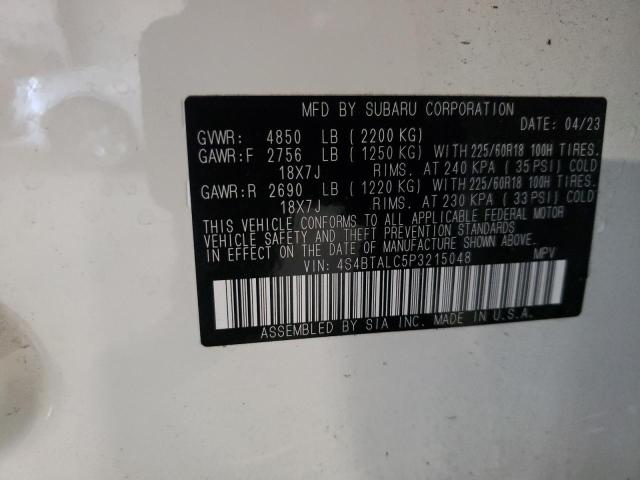 MFD BY SUBARU CORPORATION
DATE: 04/23
GVWR: 4850 LB (2200 KG)
GAWR:F 2756 LB (1250 KG) WITH 225/60R18 100H TIRES.
18X7J RIMS. AT 240 KPA (35 PSI) COLD
GAWR:R 2690 LB (1220 KG) WITH 225/60R18 100H TIRES.
18X7J RIMS. AT 230 KPA (33 PSI) COLD
THIS VEHICLE CONFORMS TO ALL APPLICABLE FEDERAL MOTOR
VEHICLE SAFETY AND THEFT PREVENTION STANDARDS
IN EFFECT ON THE DATE OF MANUFACTURE SHOWN ABOVE.
VIN: 4S4BTALC5P3215048 MPV
ASSEMBLED BY SIA INC. MADE IN U.S.A.